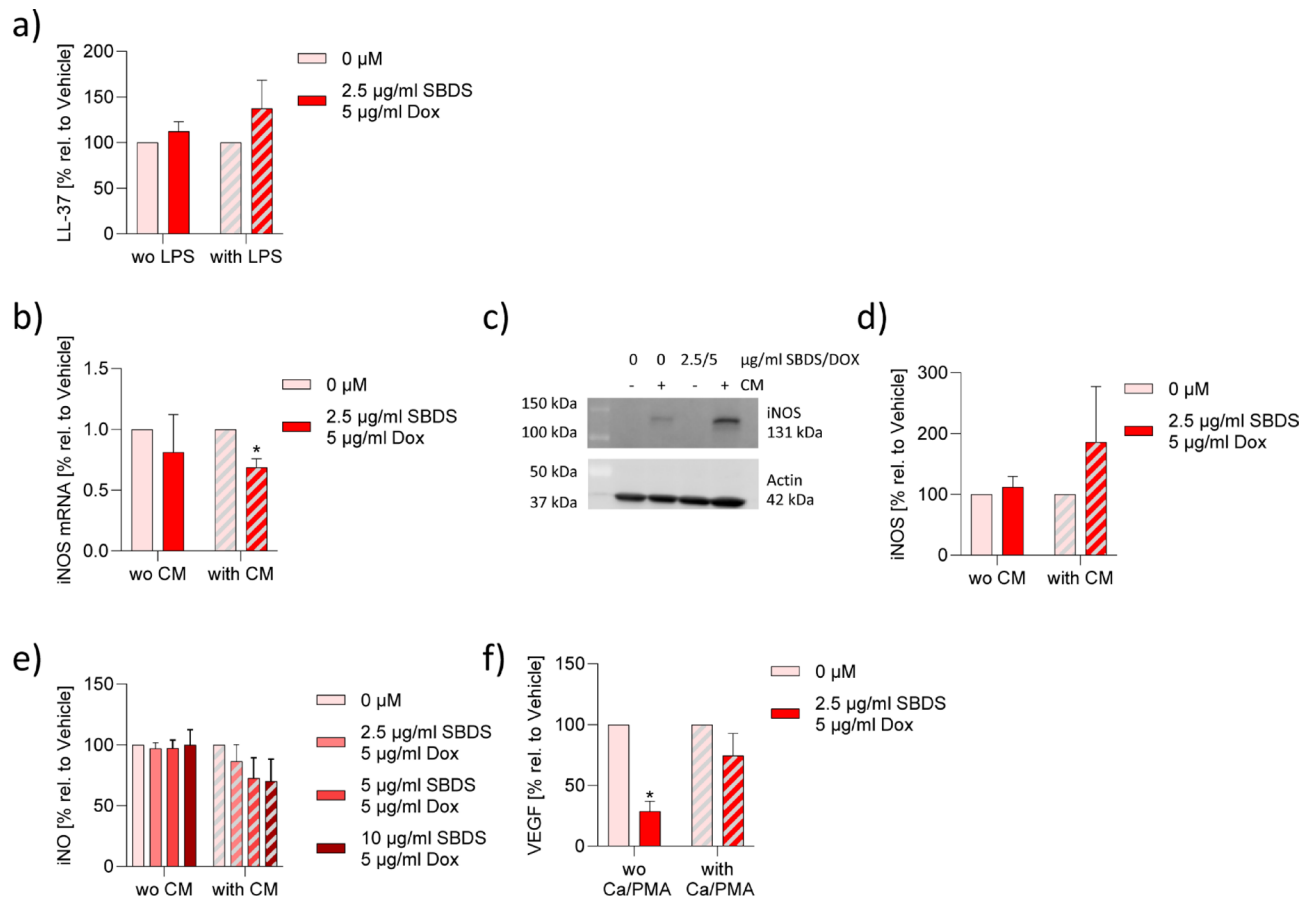 a)
LL-37 [% rel. to Vehicle]
200
150
100
50
0
wo LPS
with LPS
0 µM
2.5 µg/ml SBDS
5 µg/ml Dox
b)
iNOS mRNA [% rel. to Vehicle]
1.5
1.0
0.5
0.0
wo CM
with CM
*
0 µM
2.5 µg/ml SBDS
5 µg/ml Dox
c)
0 0 2.5/5 µg/ml SBDS/DOX
- + - + CM
150 kDa
100 kDa
iNOS
131 kDa
50 kDa
37 kDa
Actin
42 kDa
d)
iNOS [% rel. to Vehicle]
300
200
100
0
wo CM
with CM
0 µM
2.5 µg/ml SBDS
5 µg/ml Dox
e)
iNO [% rel. to Vehicle]
150
100
50
0
wo CM
with CM
0 µM
2.5 µg/ml SBDS
5 µg/ml Dox
5 µg/ml SBDS
5 µg/ml Dox
10 µg/ml SBDS
5 µg/ml Dox
f)
VEGF [% rel. to Vehicle]
150
100
50
0
*
wo
Ca/PMA
with
Ca/PMA
0 µM
2.5 µg/ml SBDS
5 µg/ml Dox